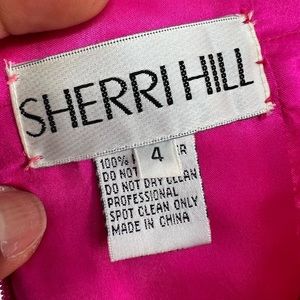 SHERRI HILL
4
100%
DO NOT
DO NOT DRY CLEAN
PROFESSIONAL
SPOT CLEAN ONLY
MADE IN CHINA